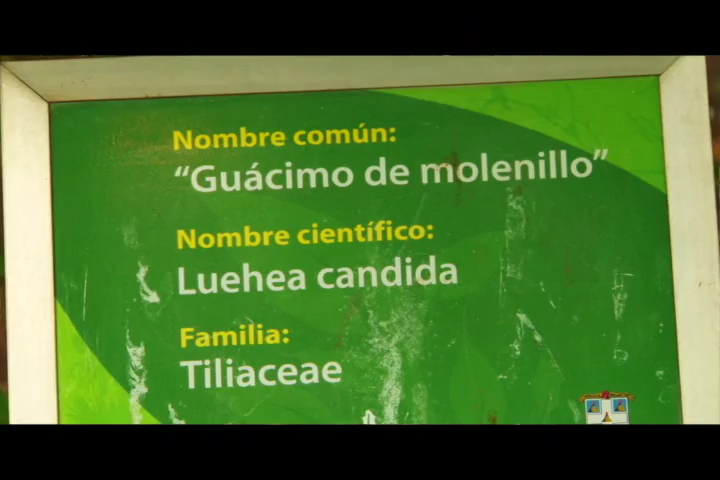 Nombre común:
“Guácimo de molenillo”
Nombre científico:
Luehea candida
Familia:
Tiliaceae